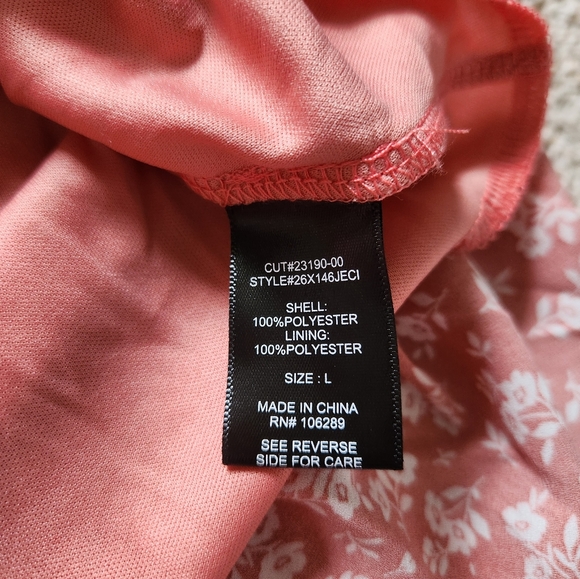 CUT#23190-00
STYLE#26X146JECI
SHELL:
100%POLYESTER
LINING:
100%POLYESTER
SIZE : L
MADE IN CHINA
RN# 106289
SEE REVERSE
SIDE FOR CARE